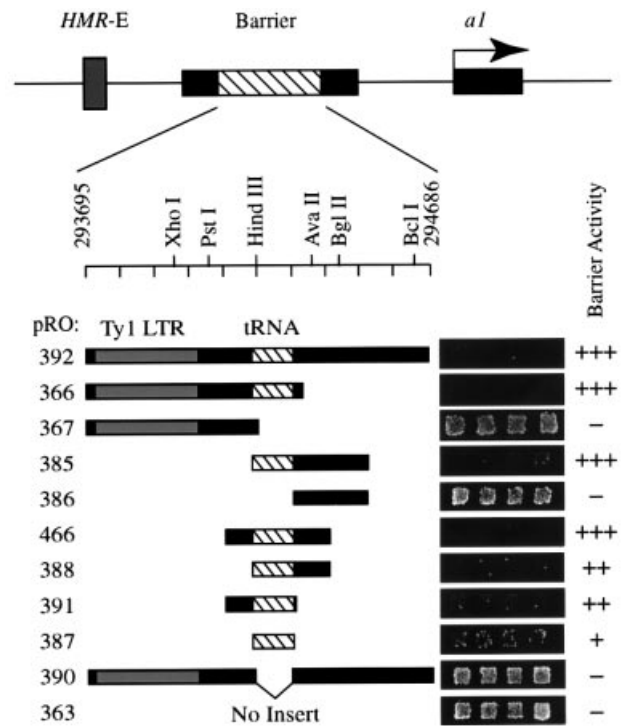 HMR-E Barrier a1
293695 Xho I Pst I Hind III Ava II Bgl II Bcl I 294686 Barrier Activity
pRO: Ty1 LTR tRNA
392 +++
366 +++
367 –
385 +++
386 –
466 +++
388 ++
391 ++
387 +
390 –
363 No Insert –